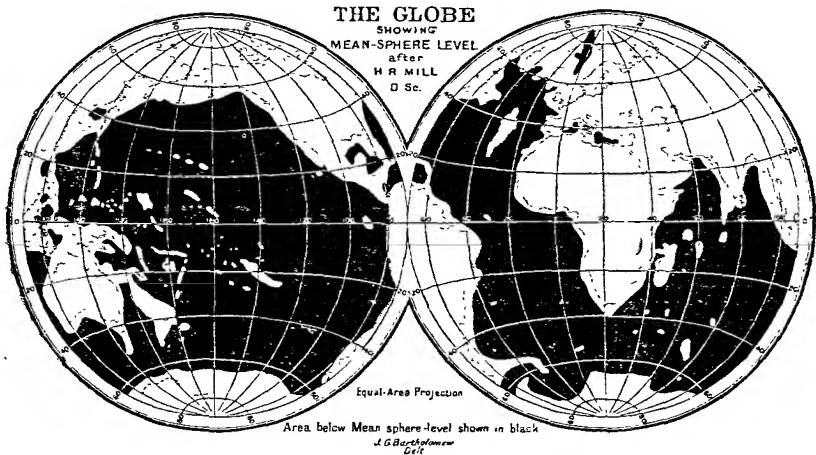 THE GLOBE
SHOWING
MEAN-SPHERE LEVEL
after
H R MILL
D Sc.
Equal-Area Projection
Area below Mean sphere-level shown in black
J.G.Bartholomew
Delt